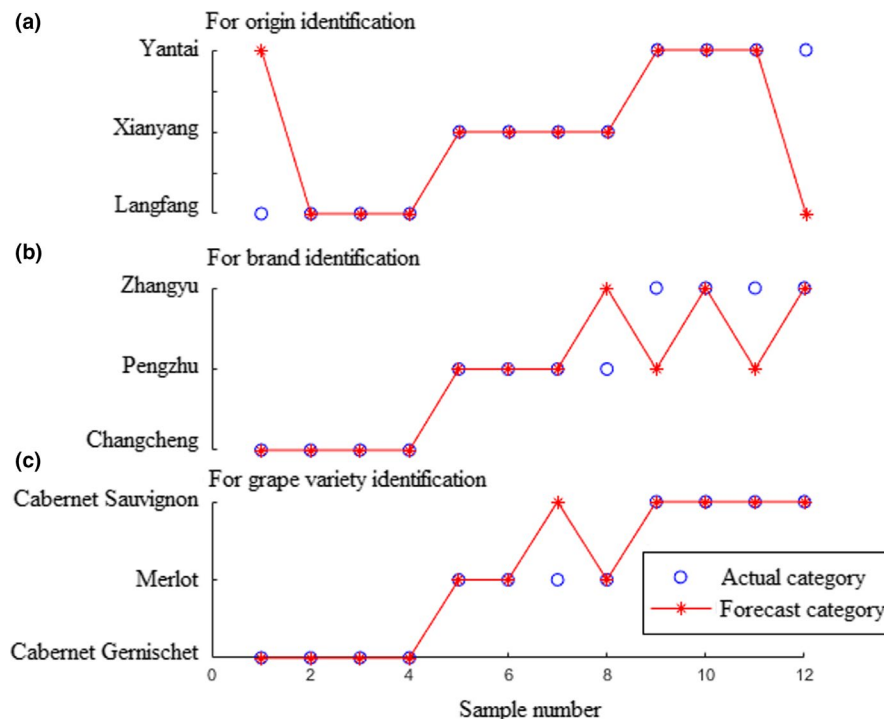 (a)
For origin identification
Yantai
Xianyang
Langfang
(b)
For brand identification
Zhangyu
Pengzhu
Changcheng
(c)
For grape variety identification
Cabernet Sauvignon
Merlot
Cabernet Gernischet
Actual category
Forecast category
0 2 4 6 8 10 12
Sample number